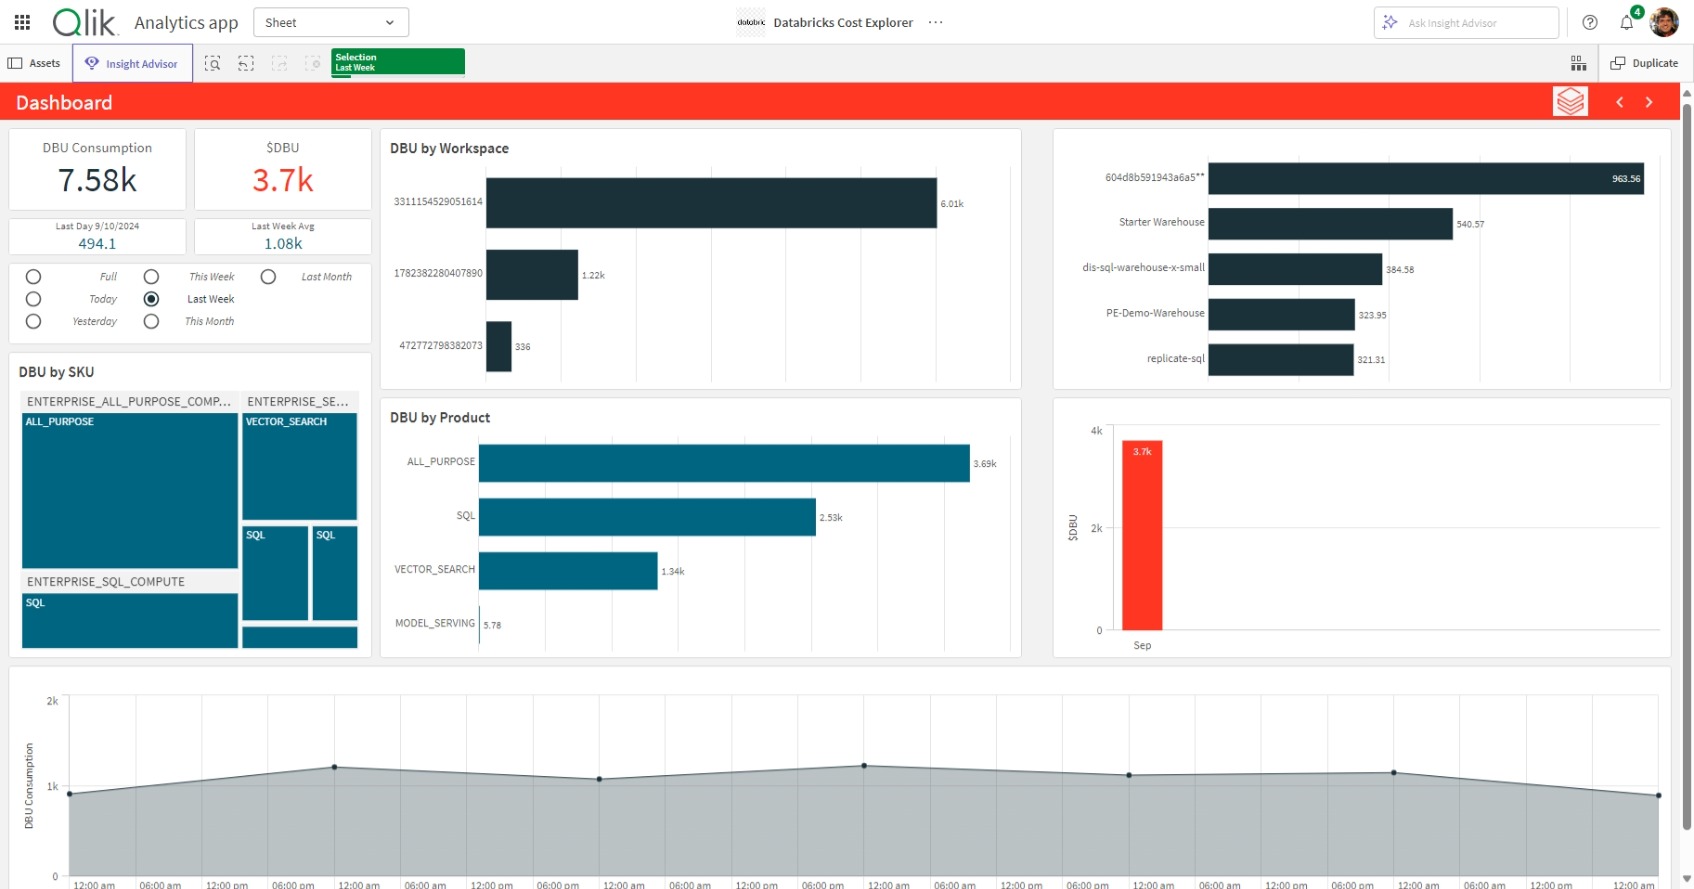 Qlik Analytics app Sheet Databricks Cost Explorer ··· Ask Insight Advisor 4
Assets Insight Advisor Selection Duplicate
Last Week
Dashboard
DBU Consumption
7.58k
$DBU
3.7k
Last Day 9/10/2024
494.1
Last Week Avg
1.08k
Full This Week Last Month
Today Last Week
Yesterday This Month
DBU by SKU
ENTERPRISE_ALL_PURPOSE_COMP...
ALL_PURPOSE
ENTERPRISE_SE...
VECTOR_SEARCH
SQL SQL
ENTERPRISE_SQL_COMPUTE
SQL
DBU by Workspace
3311154529051614 6.01k
1782382280407890 1.22k
472772798382073 336
604d8b591943a6a5** 963.56
Starter Warehouse 540.57
dis-sql-warehouse-x-small 384.58
PE-Demo-Warehouse 323.95
replicate-sql 321.31
DBU by Product
ALL_PURPOSE 3.69k
SQL 2.53k
VECTOR_SEARCH 1.34k
MODEL_SERVING 5.78
$DBU
4k
3.7k
2k
0
Sep
DBU Consumption
2k
1k
0
12:00 am 06:00 am 12:00 pm 06:00 pm 12:00 am 06:00 am 12:00 pm 06:00 pm 12:00 am 06:00 am 12:00 pm 06:00 pm 12:00 am 06:00 am 12:00 pm 06:00 pm 12:00 am 06:00 am 12:00 pm 06:00 pm 12:00 am 06:00 am 12:00 pm 06:00 pm 12:00 am